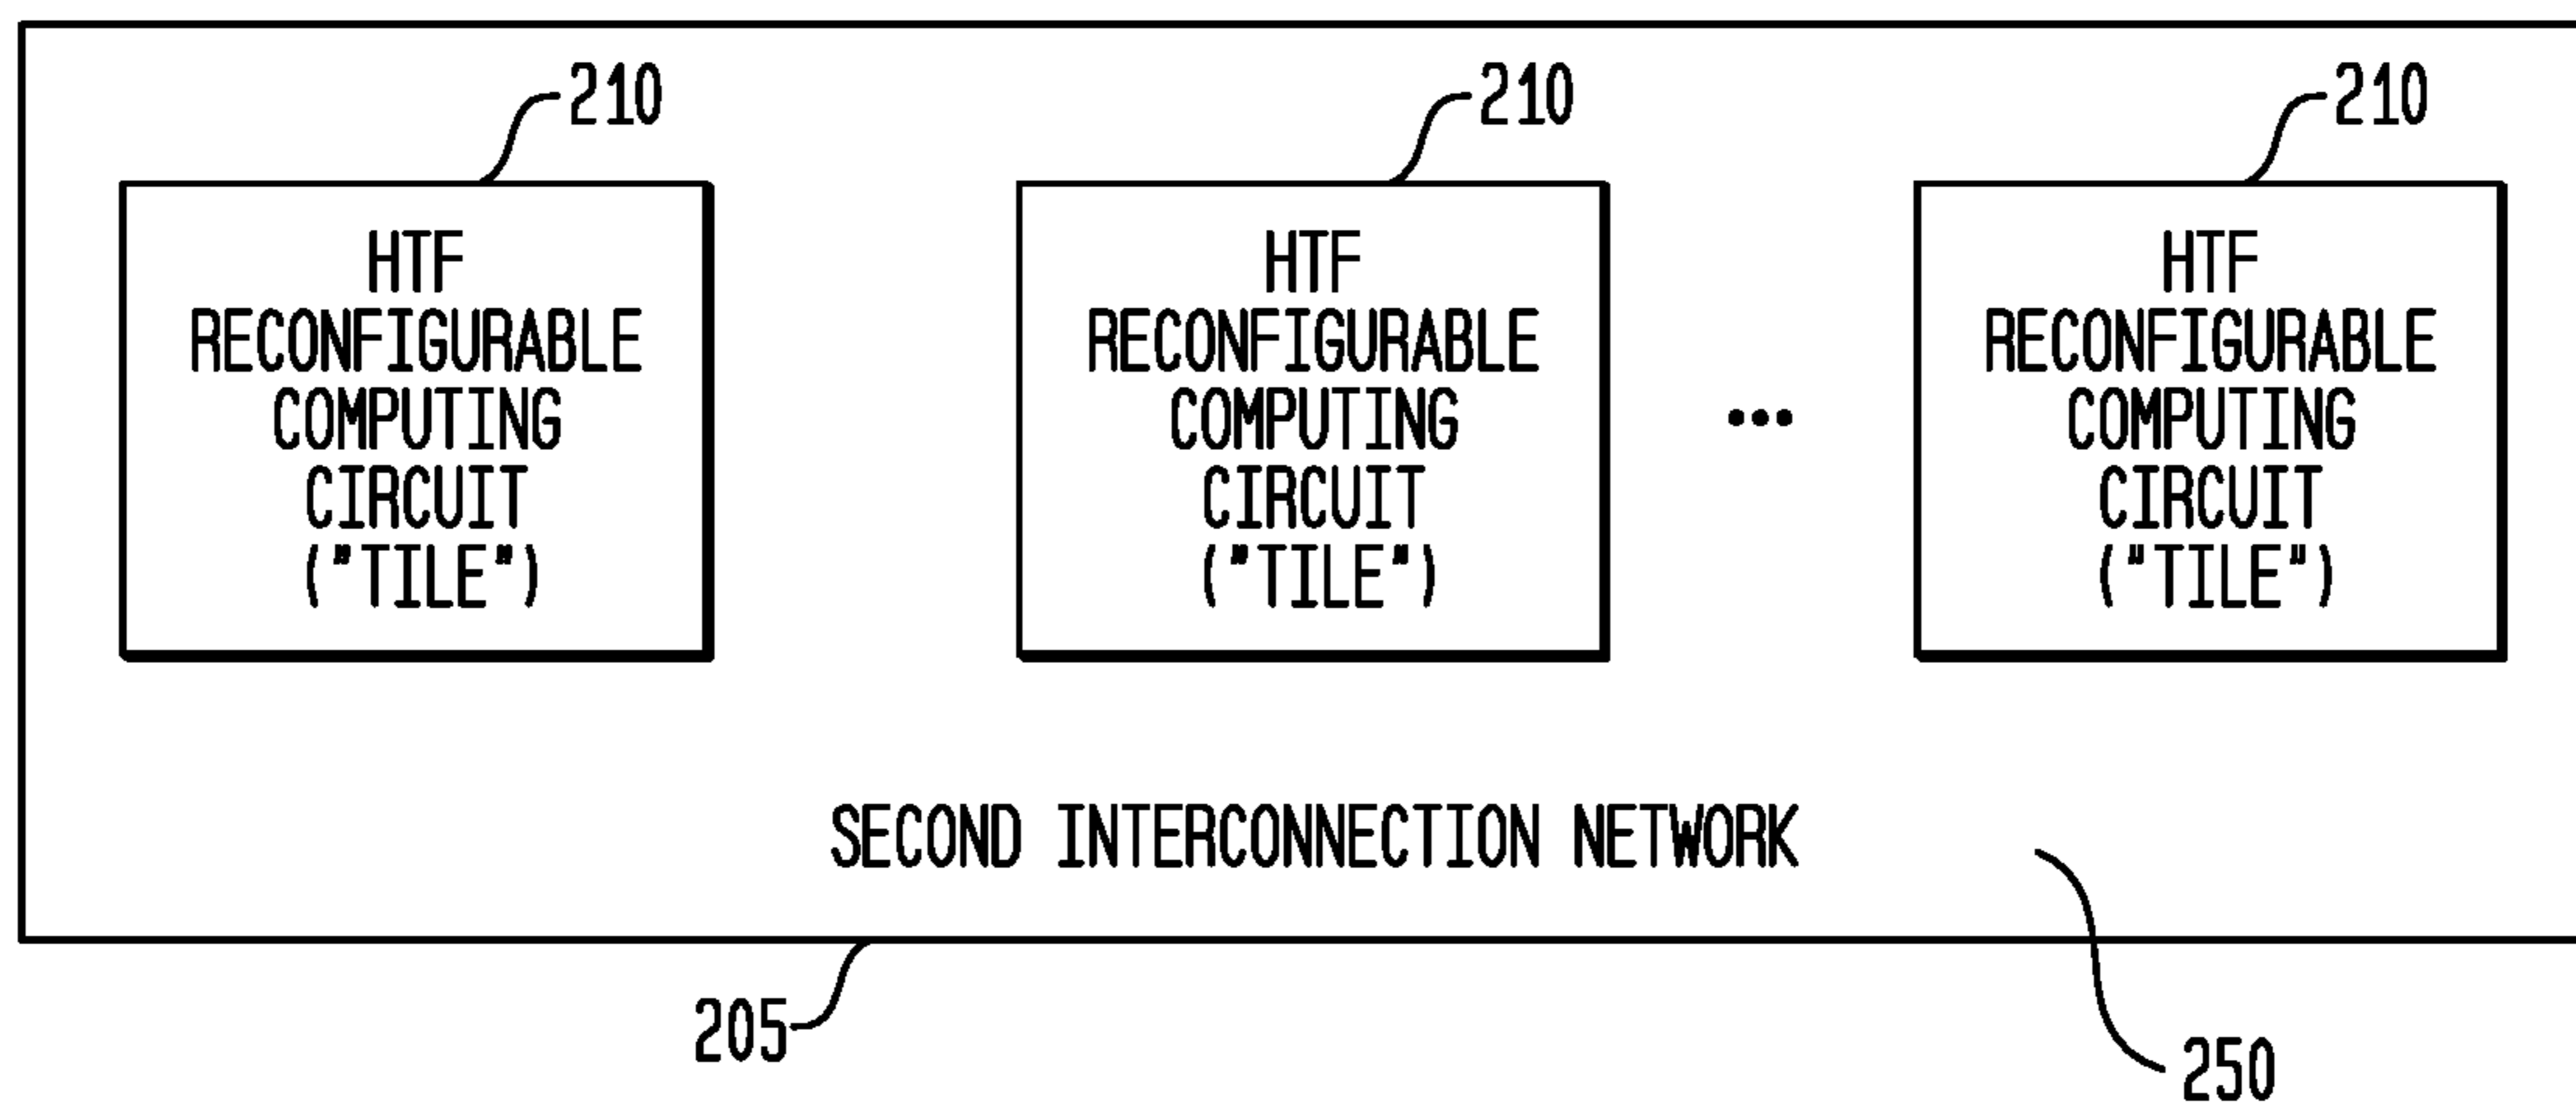 210
210
210
HTF
RECONFIGURABLE
COMPUTING
CIRCUIT
("TILE")
HTF
RECONFIGURABLE
COMPUTING
CIRCUIT
("TILE")
...
HTF
RECONFIGURABLE
COMPUTING
CIRCUIT
("TILE")
SECOND INTERCONNECTION NETWORK
205
250